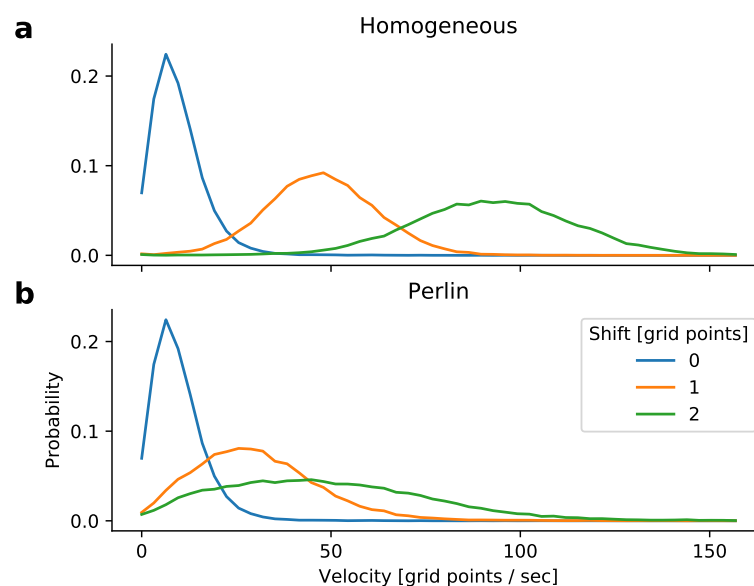 a
Homogeneous
0.2
0.1
0.0
b
Perlin
Shift [grid points]
0
1
2
0.2
0.1
0.0
Probability
0
50
100
150
Velocity [grid points / sec]